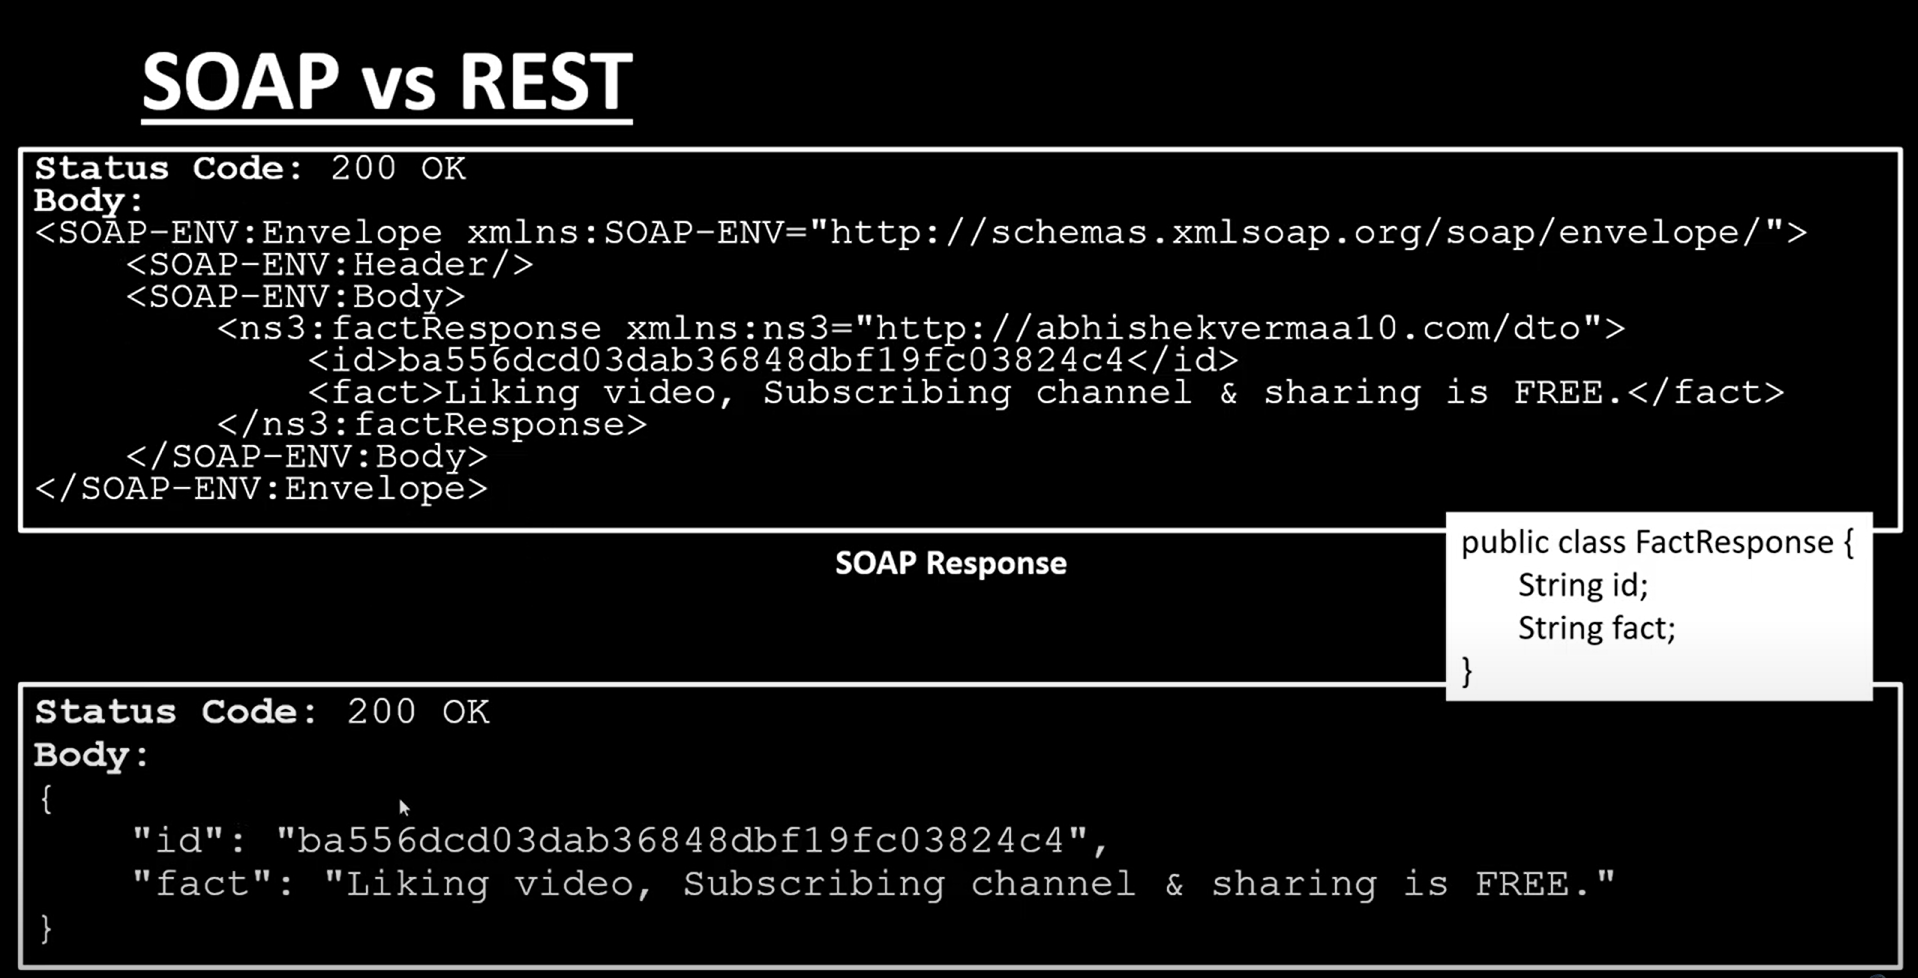 SOAP vs REST
Status Code: 200 OK
Body:
<SOAP-ENV:Envelope xmlns:SOAP-ENV="http://schemas.xmlsoap.org/soap/envelope/">
<SOAP-ENV:Header/>
<SOAP-ENV:Body>
<ns3:factResponse xmlns:ns3="http://abhishekvermaa10.com/dto">
<id>ba556dcd03dab36848dbf19fc03824c4</id>
<fact>Liking video, Subscribing channel & sharing is FREE.</fact>
</ns3:factResponse>
</SOAP-ENV:Body>
</SOAP-ENV:Envelope>
SOAP Response
public class FactResponse {
String id;
String fact;
}
Status Code: 200 OK
Body:
{
"id": "ba556dcd03dab36848dbf19fc03824c4",
"fact": "Liking video, Subscribing channel & sharing is FREE."
}